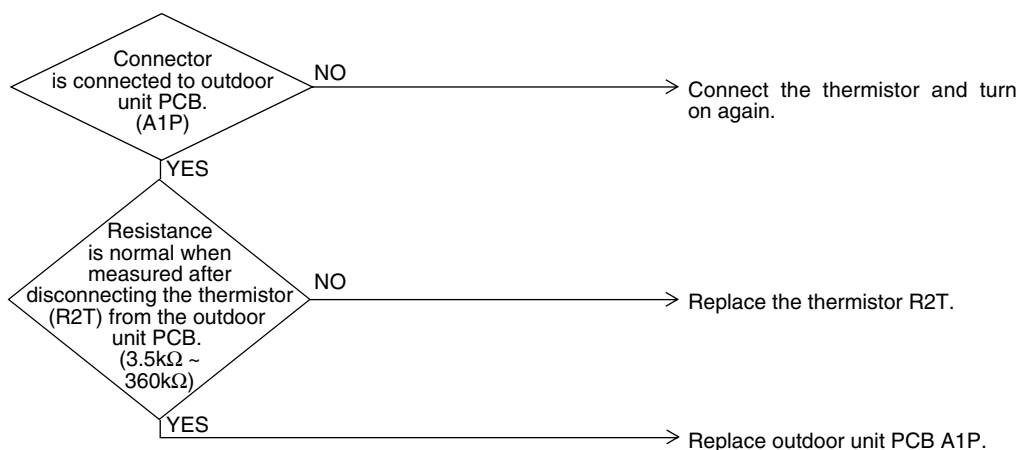 Connector
is connected to outdoor
unit PCB.
(A1P)
NO
Connect the thermistor and turn
on again.
YES
Resistance
is normal when
measured after
disconnecting the thermistor
(R2T) from the outdoor
unit PCB.
(3.5kΩ ~
360kΩ)
NO
Replace the thermistor R2T.
YES
Replace outdoor unit PCB A1P.